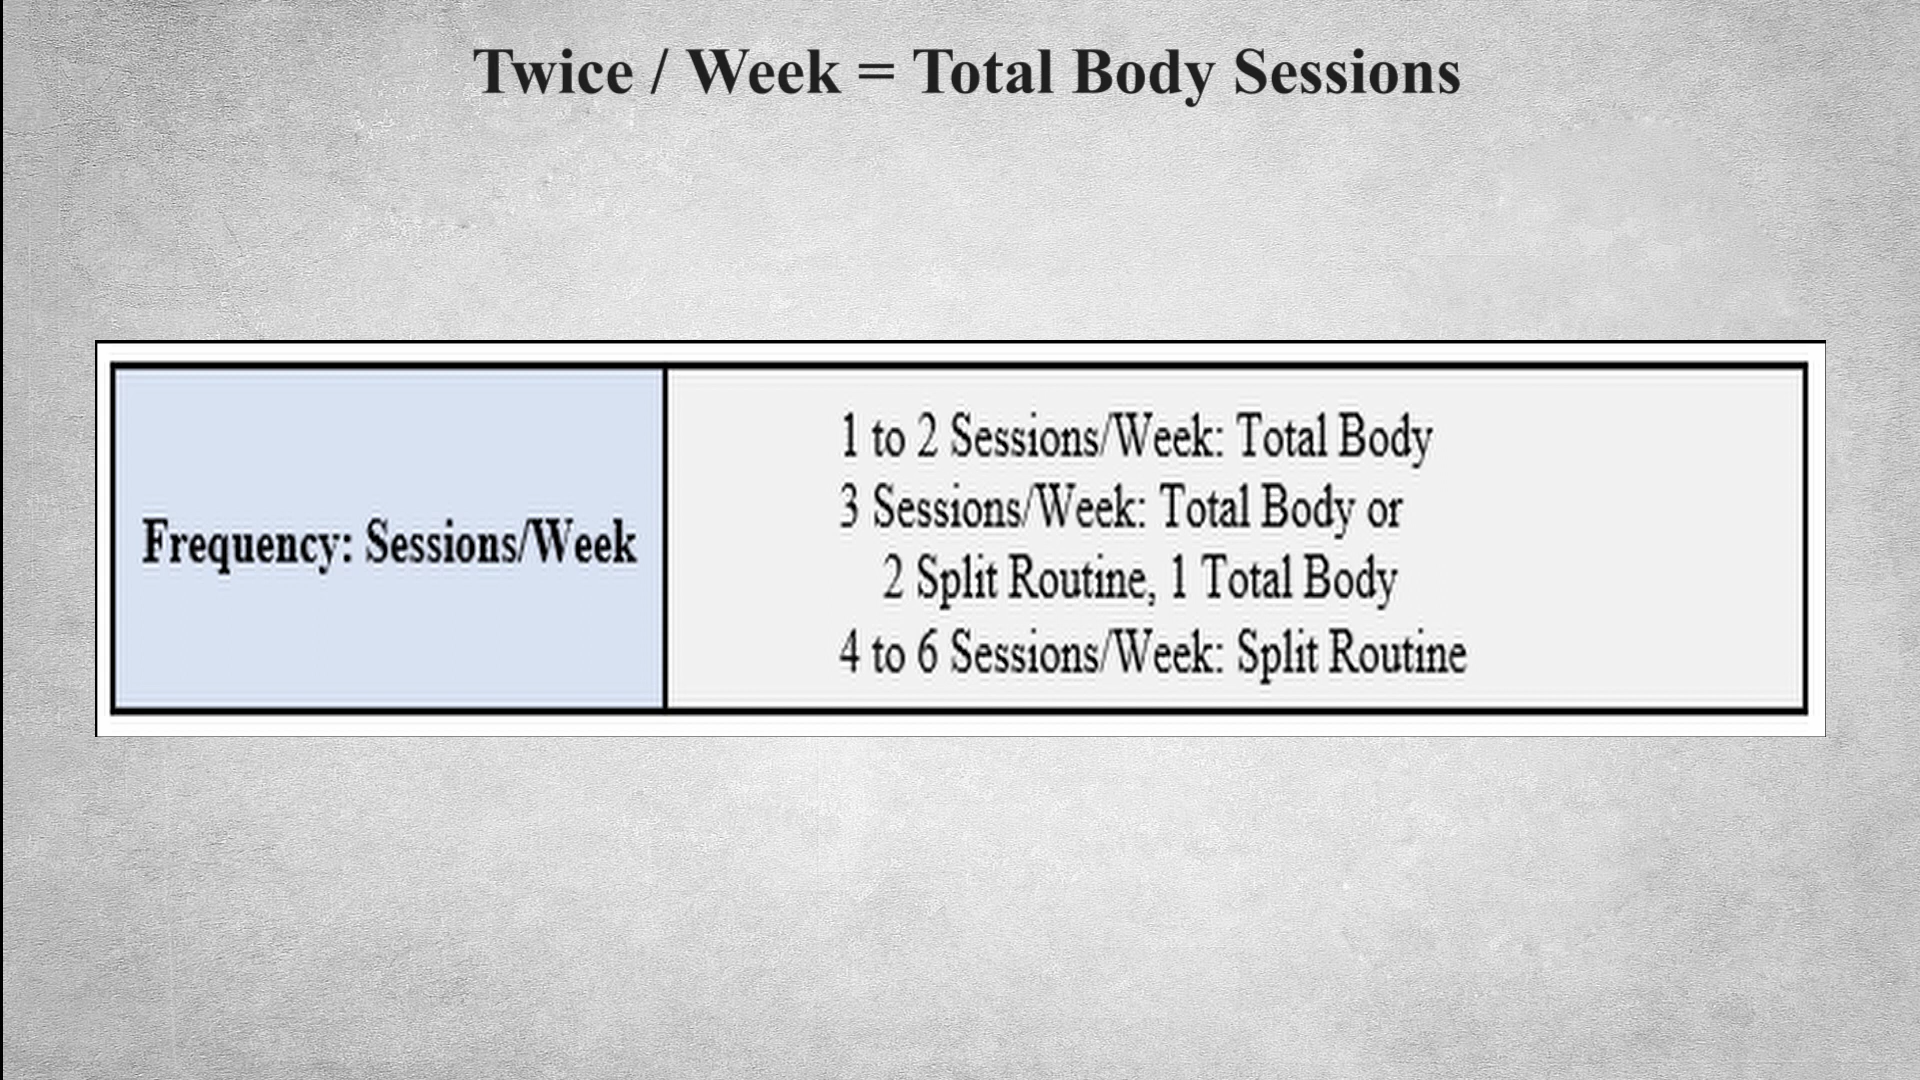 Twice / Week = Total Body Sessions
Frequency: Sessions/Week
1 to 2 Sessions/Week: Total Body
3 Sessions/Week: Total Body or
2 Split Routine, 1 Total Body
4 to 6 Sessions/Week: Split Routine